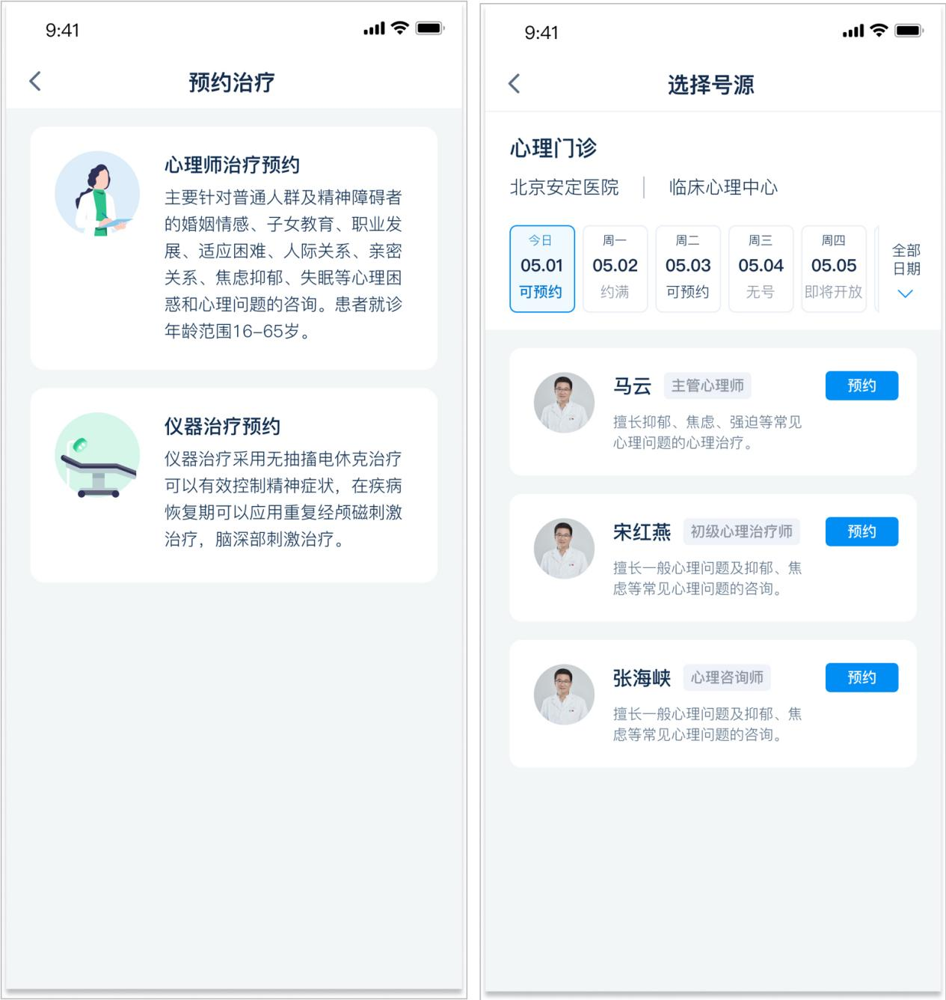 9:41
预约治疗
心理师治疗预约
主要针对普通人群及精神障碍者
的婚姻情感、子女教育、职业发
展、适应困难、人际关系、亲密
关系、焦虑抑郁、失眠等心理困
惑和心理问题的咨询。患者就诊
年龄范围16–65岁。
仪器治疗预约
仪器治疗采用无抽搐电休克治疗
可以有效控制精神症状，在疾病
恢复期可以应用重复经颅磁刺激
治疗，脑深部刺激治疗。
9:41
选择号源
心理门诊
北京安定医院 | 临床心理中心
今日 周一 周二 周三 周四
05.01 05.02 05.03 05.04 05.05
可预约 约满 可预约 无号 即将开放
全部
日期
马云 主管心理师 预约
擅长抑郁、焦虑、强迫等常见
心理问题的心理治疗。
宋红燕 初级心理治疗师 预约
擅长一般心理问题及抑郁、焦
虑等常见心理问题的咨询。
张海峡 心理咨询师 预约
擅长一般心理问题及抑郁、焦
虑等常见心理问题的咨询。